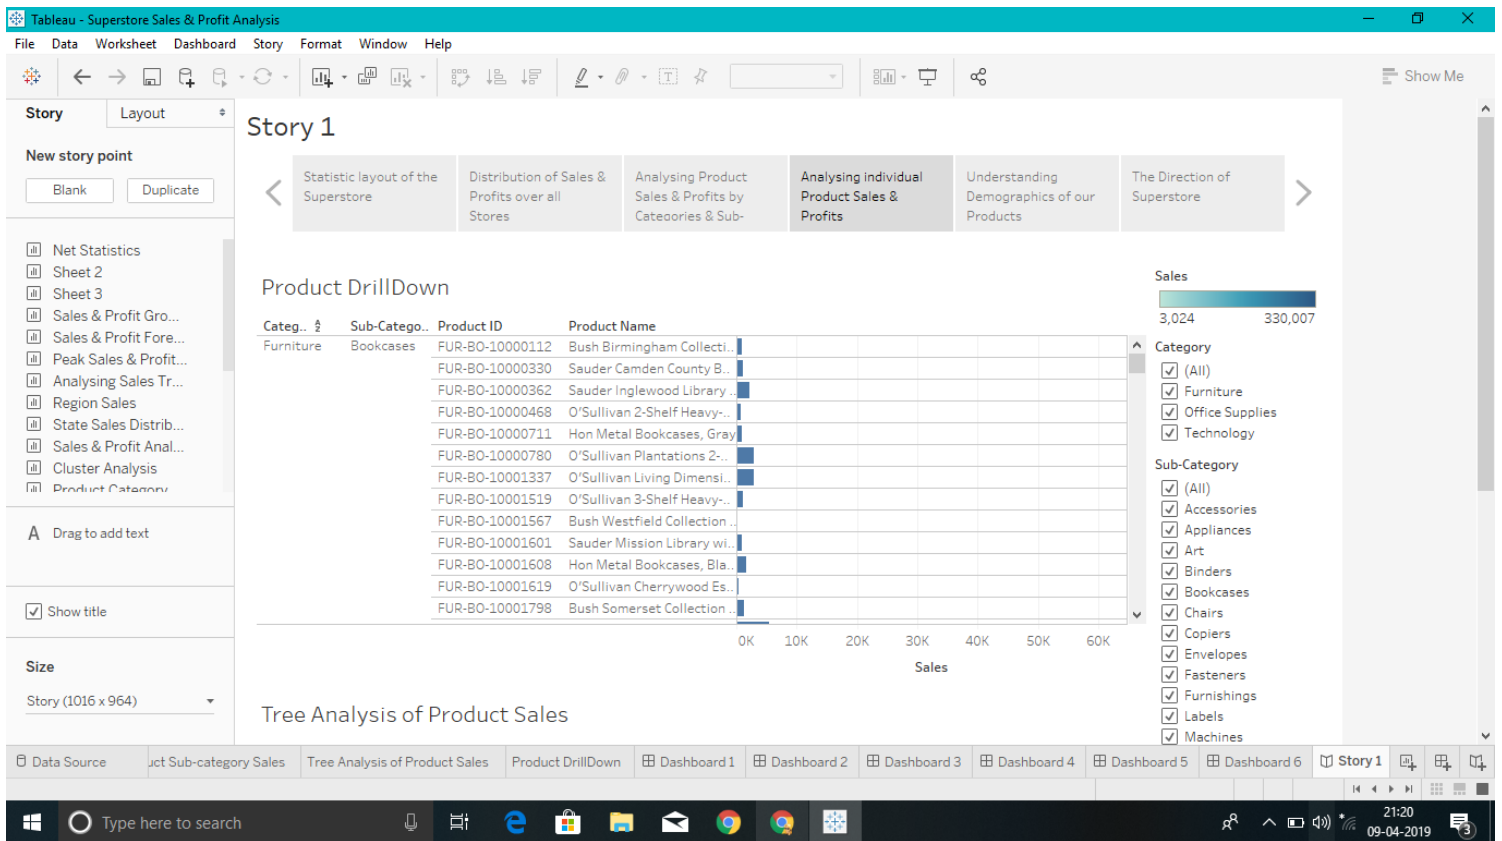 Tableau - Superstore Sales & Profit Analysis
File Data Worksheet Dashboard Story Format Window Help
Show Me
Story Layout
New story point
Blank Duplicate
Net Statistics
Sheet 2
Sheet 3
Sales & Profit Gro...
Sales & Profit Fore...
Peak Sales & Profit...
Analysing Sales Tr...
Region Sales
State Sales Distrib...
Sales & Profit Anal...
Cluster Analysis
Product Category
A Drag to add text
Show title
Size
Story (1016 x 964)
Story 1
Statistic layout of the
Superstore
Distribution of Sales &
Profits over all
Stores
Analysing Product
Sales & Profits by
Categories & Sub-
Analysing individual
Product Sales &
Profits
Understanding
Demographics of our
Products
The Direction of
Superstore
Product DrillDown
Categ.. Sub-Catego.. Product ID Product Name
Furniture Bookcases FUR-BO-10000112 Bush Birmingham Collecti..
FUR-BO-10000330 Sauder Camden County B..
FUR-BO-10000362 Sauder Inglewood Library ..
FUR-BO-10000468 O'Sullivan 2-Shelf Heavy-..
FUR-BO-10000711 Hon Metal Bookcases, Gray
FUR-BO-10000780 O'Sullivan Plantations 2-..
FUR-BO-10001337 O'Sullivan Living Dimensi..
FUR-BO-10001519 O'Sullivan 3-Shelf Heavy-..
FUR-BO-10001567 Bush Westfield Collection ..
FUR-BO-10001601 Sauder Mission Library wi..
FUR-BO-10001608 Hon Metal Bookcases, Bla..
FUR-BO-10001619 O'Sullivan Cherrywood Es..
FUR-BO-10001798 Bush Somerset Collection ..
0K 10K 20K 30K 40K 50K 60K
Sales
Tree Analysis of Product Sales
Sales
3,024 330,007
Category
(All)
Furniture
Office Supplies
Technology
Sub-Category
(All)
Accessories
Appliances
Art
Binders
Bookcases
Chairs
Copiers
Envelopes
Fasteners
Furnishings
Labels
Machines
Data Source uct Sub-category Sales Tree Analysis of Product Sales Product DrillDown Dashboard 1 Dashboard 2 Dashboard 3 Dashboard 4 Dashboard 5 Dashboard 6 Story 1
Type here to search
21:20
09-04-2019
3